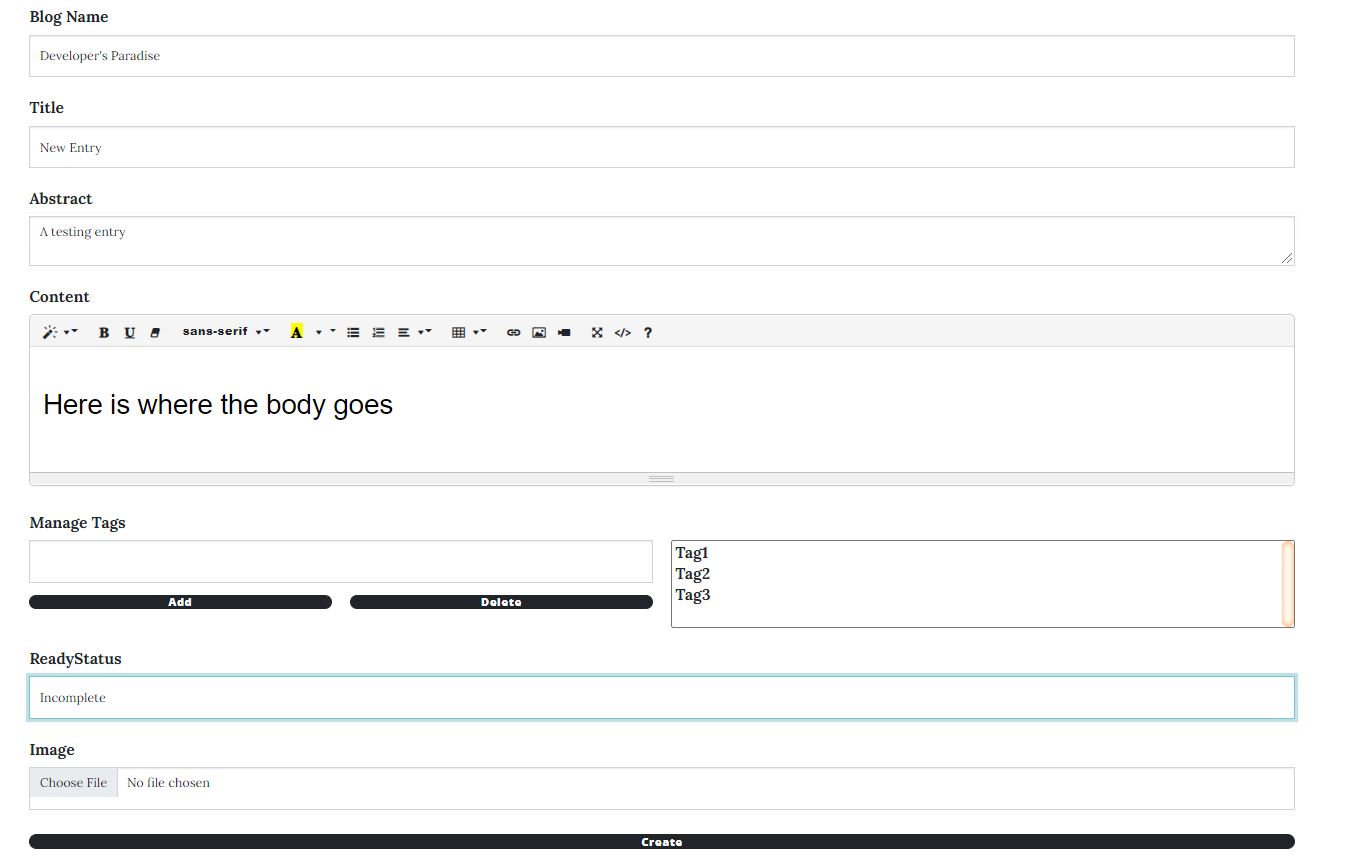 Blog Name
Developer's Paradise
Title
New Entry
Abstract
A testing entry
Content
B U sans-serif A </> ?
Here is where the body goes
Manage Tags
Tag1
Tag2
Tag3
Add Delete
ReadyStatus
Incomplete
Image
Choose File No file chosen
Create